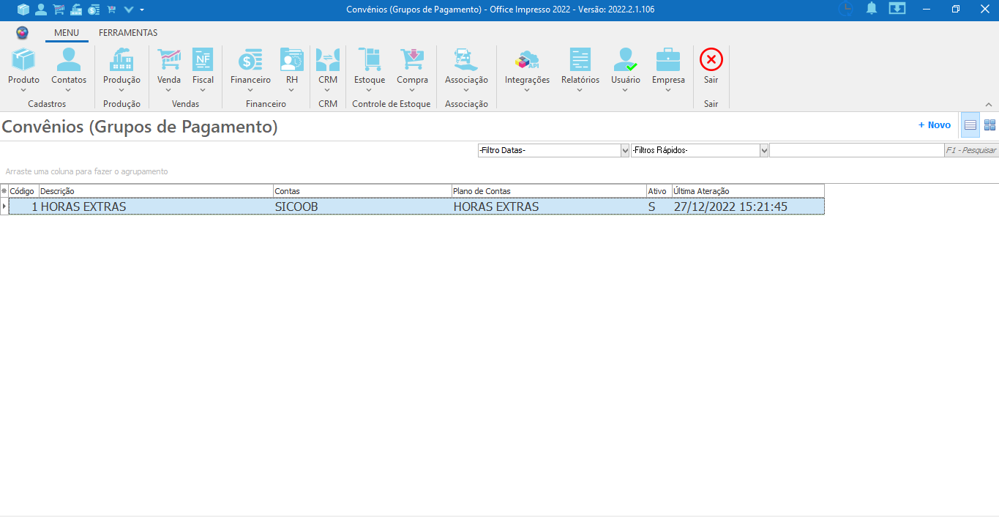 Convênios (Grupos de Pagamento) - Office Impresso 2022 - Versão: 2022.2.1.106
MENU FERRAMENTAS
Produto Contatos Produção Venda Fiscal Financeiro RH CRM Estoque Compra Associação Integrações Relatórios Usuário Empresa Sair
Cadastros Produção Vendas Financeiro CRM Controle de Estoque Associação Sair
Convênios (Grupos de Pagamento)
+ Novo
-Filtro Datas- -Filtros Rápidos- F1 - Pesquisar
Arraste uma coluna para fazer o agrupamento
Código Descrição Contas Plano de Contas Ativo Última Ateração
1 HORAS EXTRAS SICOOB HORAS EXTRAS S 27/12/2022 15:21:45